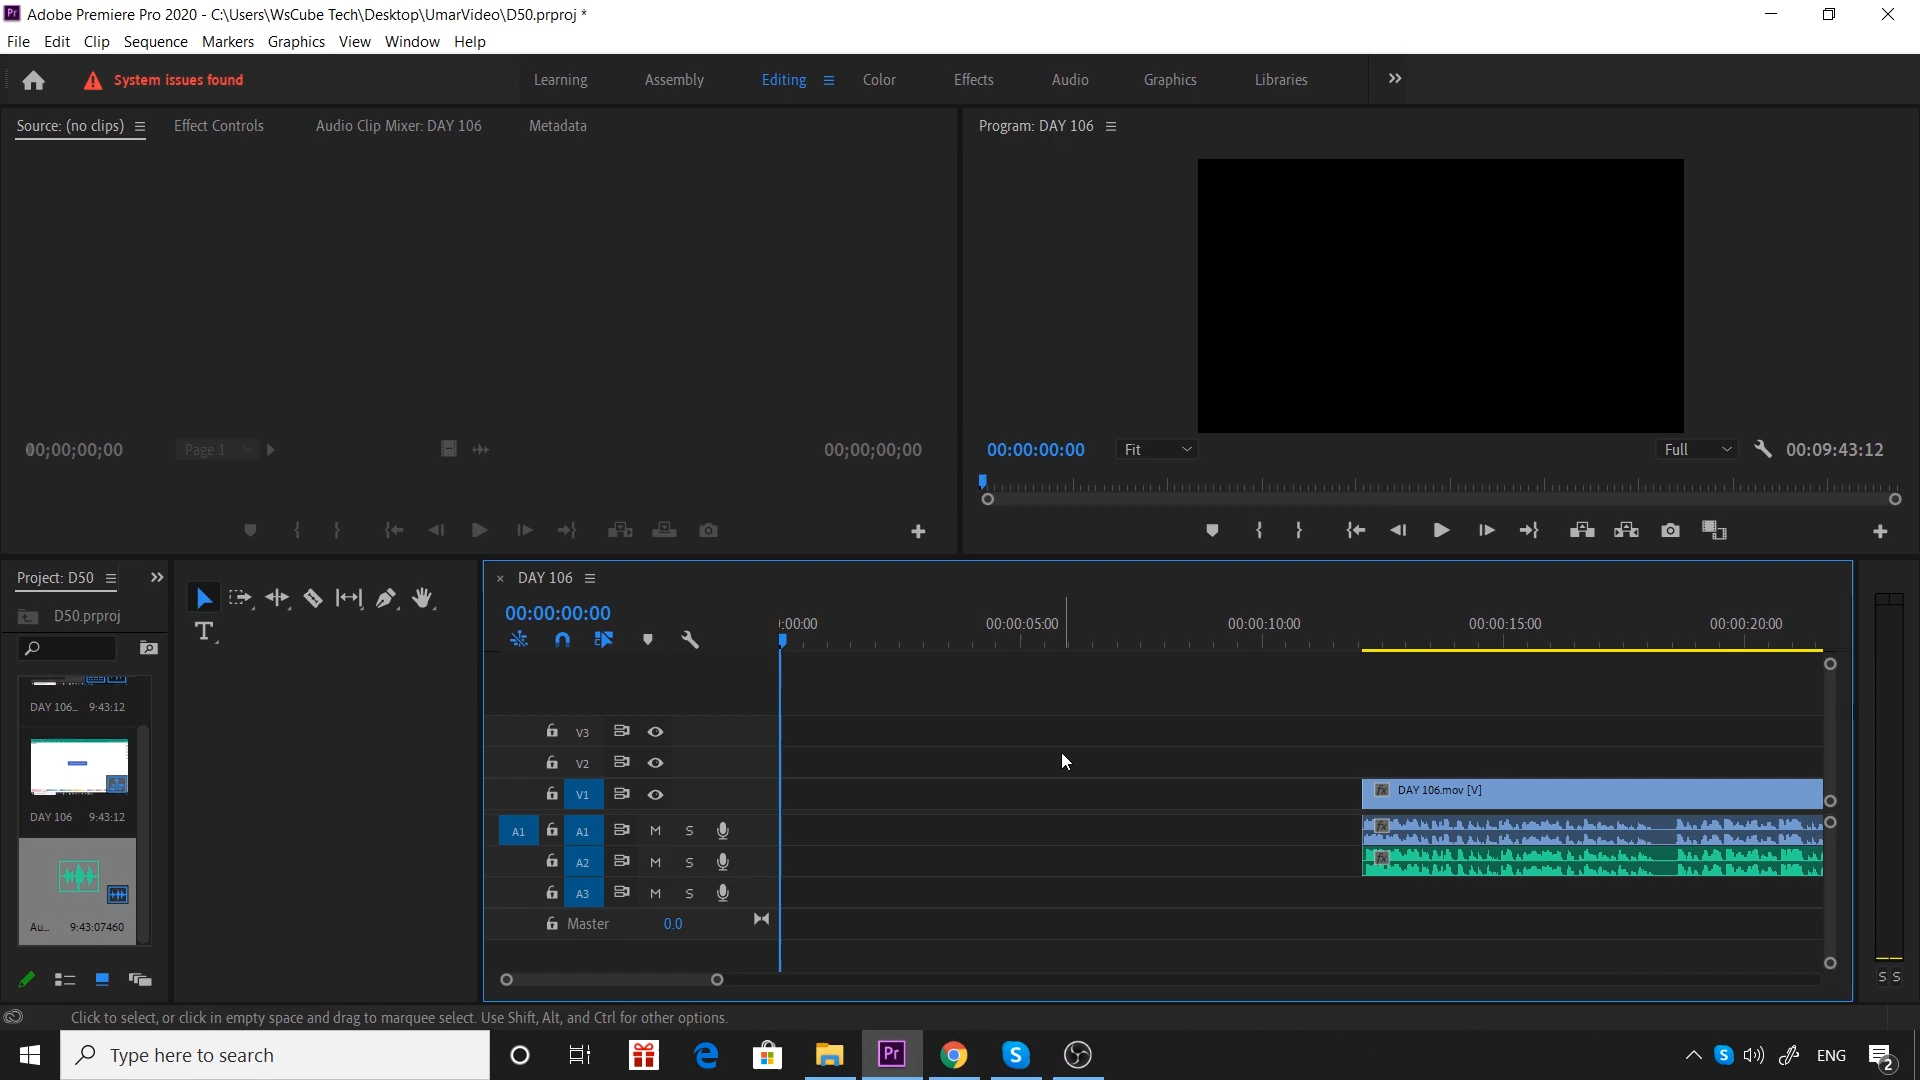 Pr Adobe Premiere Pro 2020 - C:\Users\WsCube Tech\Desktop\UmarVideo\D50.prproj *
File Edit Clip Sequence Markers Graphics View Window Help
System issues found Learning Assembly Editing Color Effects Audio Graphics Libraries
Source: (no clips) Effect Controls Audio Clip Mixer: DAY 106 Metadata
Program: DAY 106
00;00;00;00 Page 1 00;00;00;00
00:00:00:00 Fit Full 00:09:43:12
Project: D50
D50.prproj
DAY 106... 9:43:12
DAY 106 9:43:12
Au... 9:43:07460
T
DAY 106
00:00:00:00
:00:00 00:00:05:00 00:00:10:00 00:00:15:00 00:00:20:00
V3
V2
V1 fx DAY 106.mov [V]
A1 A1 M S fx
A2 M S fx
A3 M S
Master 0.0
S S
Click to select, or click in empty space and drag to marquee select. Use Shift, Alt, and Ctrl for other options.
Type here to search Pr S S ENG 2